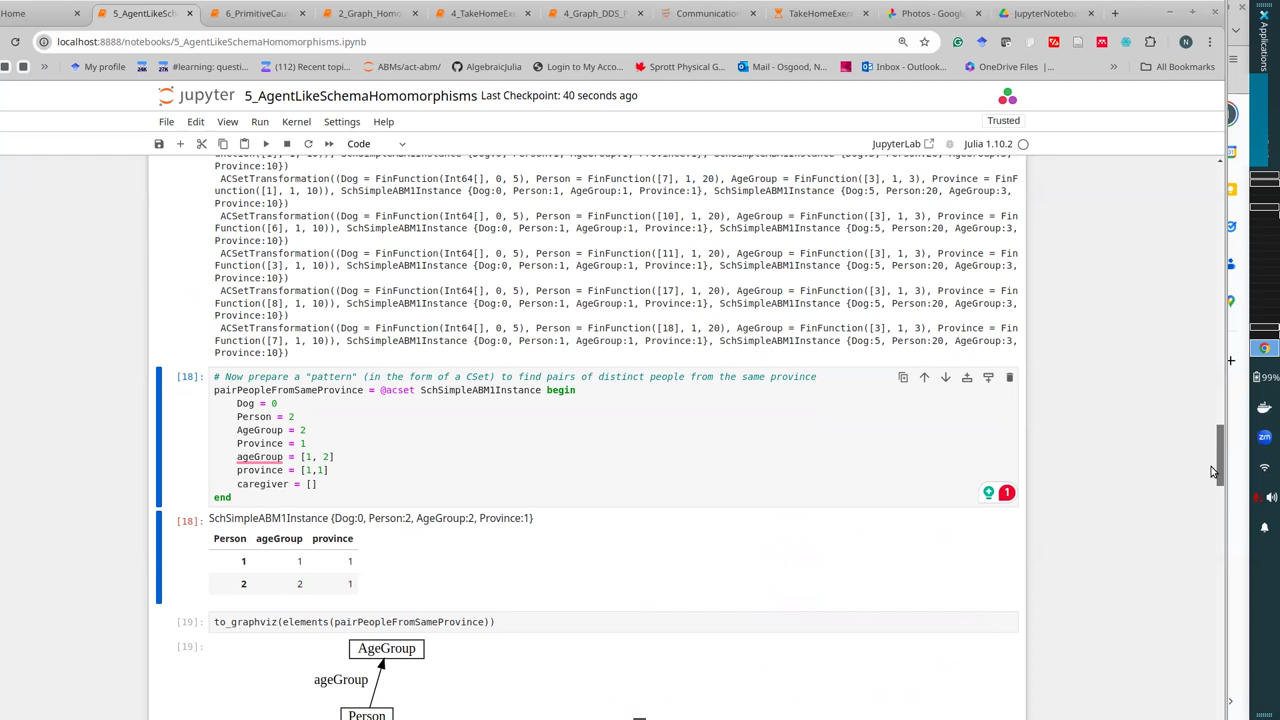 Home
5_AgentLikeSche
6_PrimitiveCaus
2_Graph_Homo
4_TakeHomeExe
4_Graph_DDS_P
Communication
TakeHomeExerc
Photos - Google
JupyterNotebo
localhost:8888/notebooks/5_AgentLikeSchemaHomomorphisms.ipynb
N
My profile
#learning: questi...
(112) Recent topi...
ABMs/act-abm/
AlgebraicJulia
Login to My Acco...
Sprott Physical G...
Mail - Osgood, N...
Inbox - Outlook...
OneDrive Files |...
All Bookmarks
Applications
jupyter 5_AgentLikeSchemaHomomorphisms Last Checkpoint: 40 seconds ago
File Edit View Run Kernel Settings Help
Trusted
Code
JupyterLab
Julia 1.10.2
Province:10})
ACSetTransformation((Dog = FinFunction(Int64[], 0, 5), Person = FinFunction([7], 1, 20), AgeGroup = FinFunction([3], 1, 3), Province = FinF
unction([1], 1, 10)), SchSimpleABM1Instance {Dog:0, Person:1, AgeGroup:1, Province:1}, SchSimpleABM1Instance {Dog:5, Person:20, AgeGroup:3,
Province:10})
ACSetTransformation((Dog = FinFunction(Int64[], 0, 5), Person = FinFunction([10], 1, 20), AgeGroup = FinFunction([3], 1, 3), Province = Fin
Function([6], 1, 10)), SchSimpleABM1Instance {Dog:0, Person:1, AgeGroup:1, Province:1}, SchSimpleABM1Instance {Dog:5, Person:20, AgeGroup:3,
Province:10})
ACSetTransformation((Dog = FinFunction(Int64[], 0, 5), Person = FinFunction([11], 1, 20), AgeGroup = FinFunction([3], 1, 3), Province = Fin
Function([3], 1, 10)), SchSimpleABM1Instance {Dog:0, Person:1, AgeGroup:1, Province:1}, SchSimpleABM1Instance {Dog:5, Person:20, AgeGroup:3,
Province:10})
ACSetTransformation((Dog = FinFunction(Int64[], 0, 5), Person = FinFunction([17], 1, 20), AgeGroup = FinFunction([3], 1, 3), Province = Fin
Function([8], 1, 10)), SchSimpleABM1Instance {Dog:0, Person:1, AgeGroup:1, Province:1}, SchSimpleABM1Instance {Dog:5, Person:20, AgeGroup:3,
Province:10})
ACSetTransformation((Dog = FinFunction(Int64[], 0, 5), Person = FinFunction([18], 1, 20), AgeGroup = FinFunction([3], 1, 3), Province = Fin
Function([7], 1, 10)), SchSimpleABM1Instance {Dog:0, Person:1, AgeGroup:1, Province:1}, SchSimpleABM1Instance {Dog:5, Person:20, AgeGroup:3,
Province:10})
[18]: # Now prepare a "pattern" (in the form of a CSet) to find pairs of distinct people from the same province
pairPeopleFromSameProvince = @acset SchSimpleABM1Instance begin
Dog = 0
Person = 2
AgeGroup = 2
Province = 1
ageGroup = [1, 2]
province = [1,1]
caregiver = []
end
1
[18]: SchSimpleABM1Instance {Dog:0, Person:2, AgeGroup:2, Province:1}
Person ageGroup province
1 1 1
2 2 1
[19]: to_graphviz(elements(pairPeopleFromSameProvince))
[19]:
AgeGroup
ageGroup
Person
99%
zm